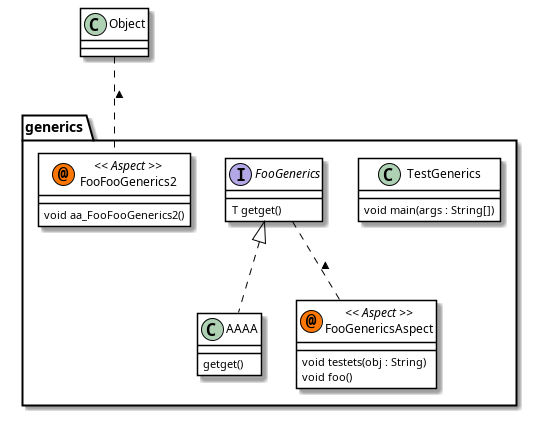 C Object
generics
@ << Aspect >>
FooFooGenerics2
void aa_FooFooGenerics2()
I FooGenerics
T getget()
C TestGenerics
void main(args : String[])
C AAAA
getget()
@ << Aspect >>
FooGenericsAspect
void testets(obj : String)
void foo()